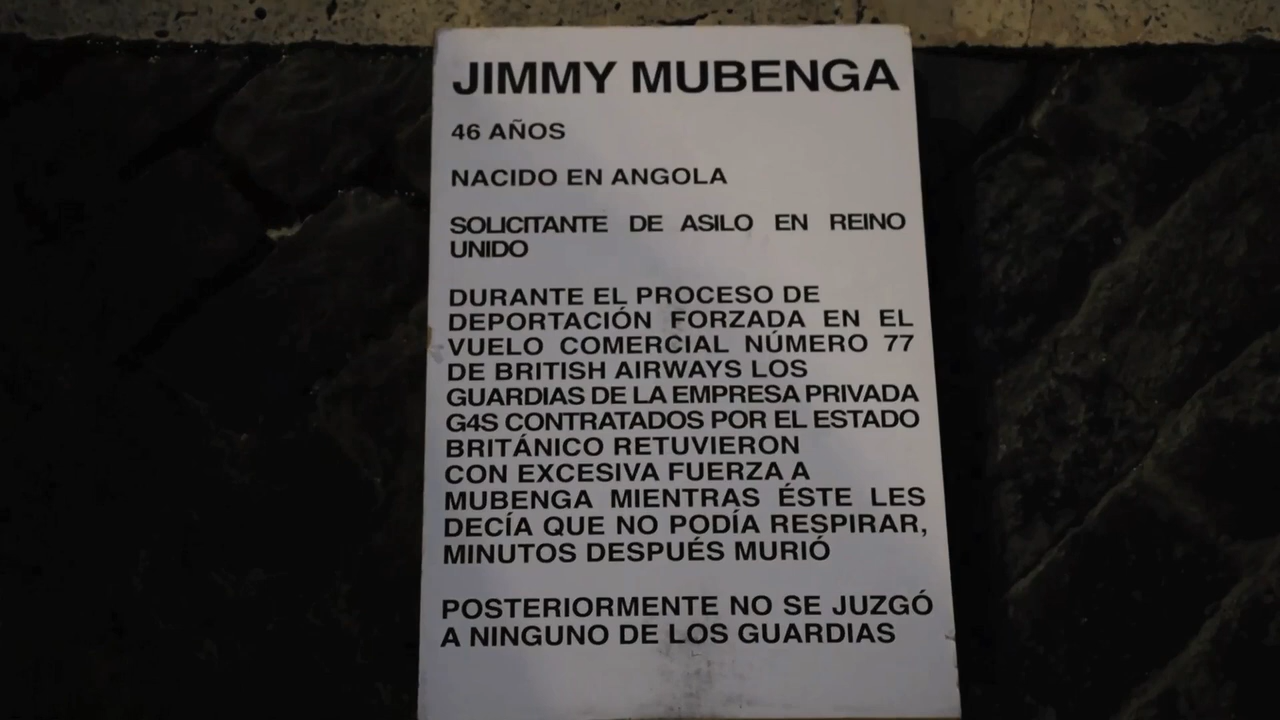 JIMMY MUBENGA
46 AÑOS
NACIDO EN ANGOLA
SOLICITANTE DE ASILO EN REINO
UNIDO
DURANTE EL PROCESO DE
DEPORTACIÓN FORZADA EN EL
VUELO COMERCIAL NÚMERO 77
DE BRITISH AIRWAYS LOS
GUARDIAS DE LA EMPRESA PRIVADA
G4S CONTRATADOS POR EL ESTADO
BRITÁNICO RETUVIERON
CON EXCESIVA FUERZA A
MUBENGA MIENTRAS ÉSTE LES
DECÍA QUE NO PODÍA RESPIRAR,
MINUTOS DESPUÉS MURIÓ
POSTERIORMENTE NO SE JUZGÓ
A NINGUNO DE LOS GUARDIAS